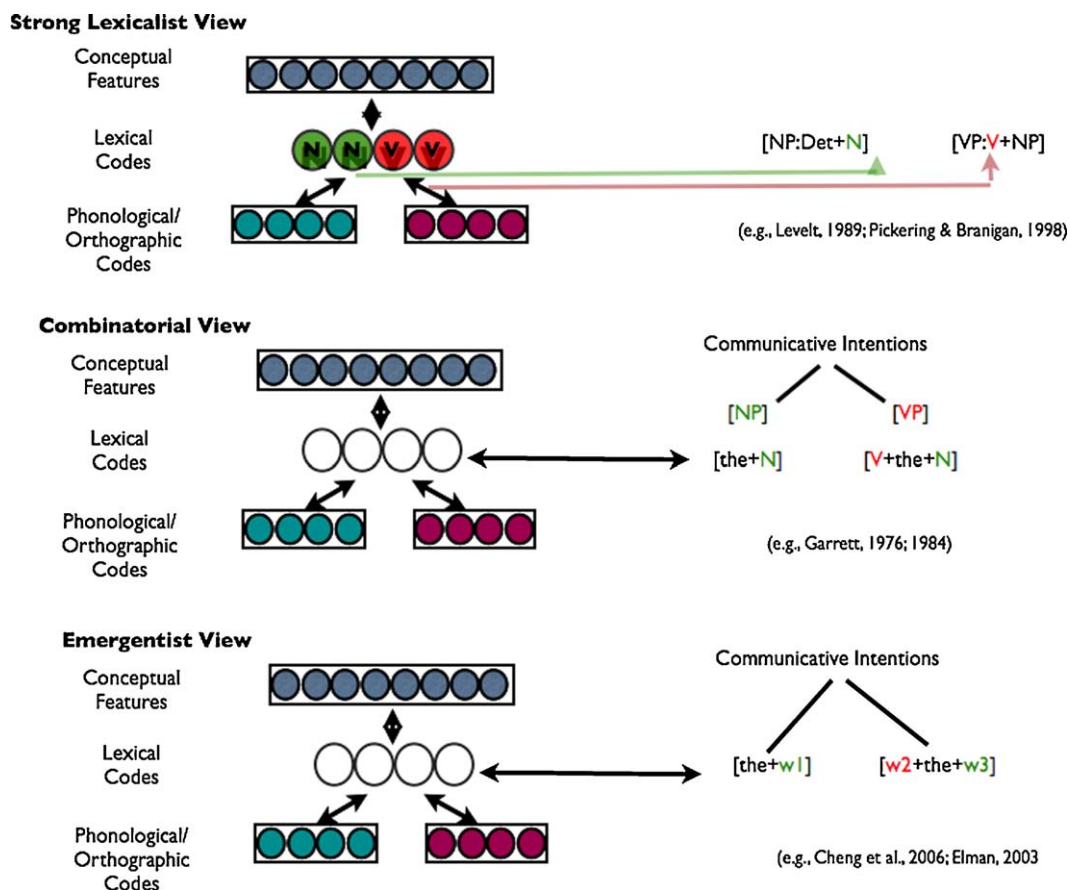 Strong Lexicalist View
Conceptual
Features
Lexical
Codes
N N V V
[NP:Det+N]
[VP:V+NP]
Phonological/
Orthographic
Codes
(e.g., Levelt, 1989; Pickering & Branigan, 1998)
Combinatorial View
Conceptual
Features
Communicative Intentions
[NP]
[VP]
Lexical
Codes
[the+N]
[V+the+N]
Phonological/
Orthographic
Codes
(e.g., Garrett, 1976; 1984)
Emergentist View
Conceptual
Features
Communicative Intentions
Lexical
Codes
[the+w1]
[w2+the+w3]
Phonological/
Orthographic
Codes
(e.g., Cheng et al., 2006; Elman, 2003